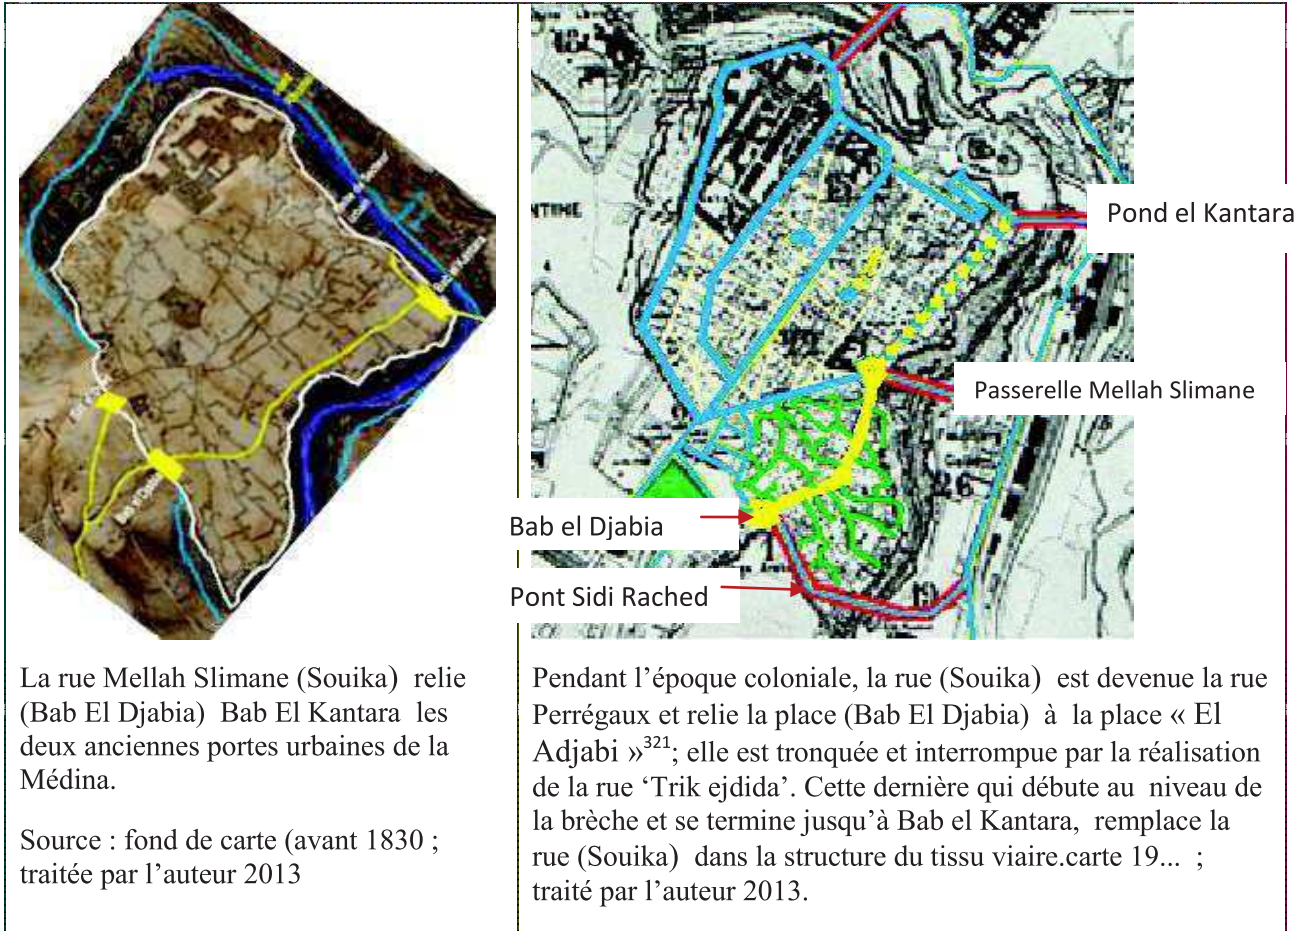 Pond el Kantara
Passerelle Mellah Slimane
Bab el Djabia
Pont Sidi Rached
26
19
La rue Mellah Slimane (Souika) relie
(Bab El Djabia) Bab El Kantara les
deux anciennes portes urbaines de la
Médina.
Source : fond de carte (avant 1830 ;
traitée par l’auteur 2013
Pendant l’époque coloniale, la rue (Souika) est devenue la rue
Perrégaux et relie la place (Bab El Djabia) à la place « El
Adjabi »321; elle est tronquée et interrompue par la réalisation
de la rue ‘Trik ejdida’. Cette dernière qui débute au niveau de
la brèche et se termine jusqu’à Bab el Kantara, remplace la
rue (Souika) dans la structure du tissu viaire.carte 19... ;
traité par l’auteur 2013.